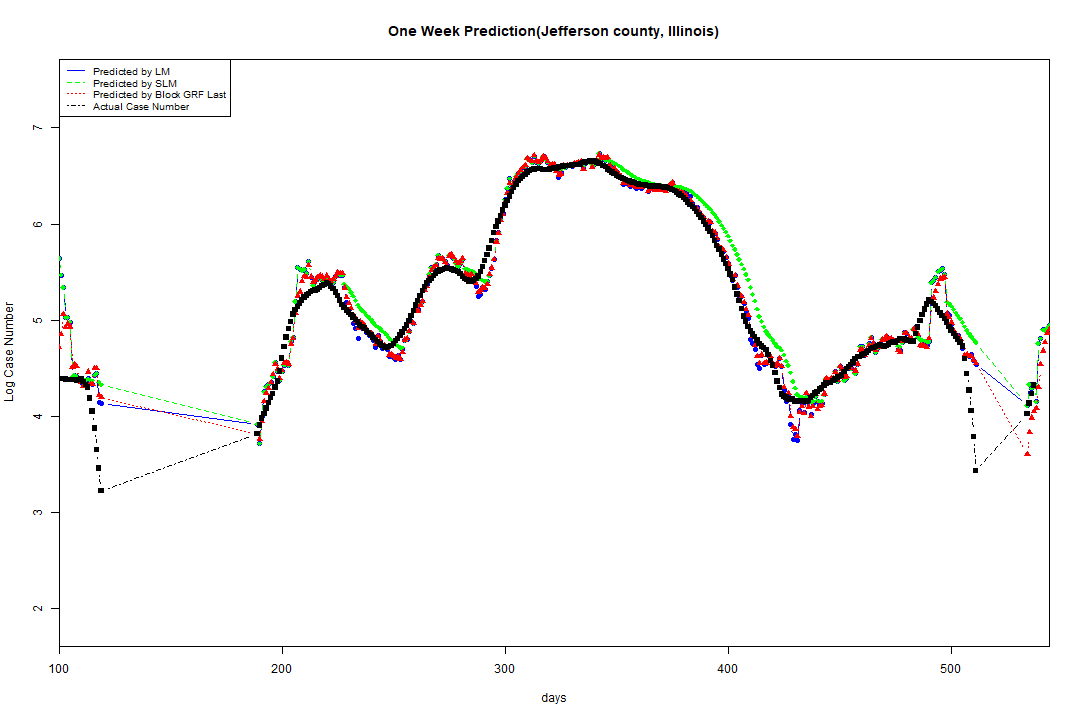 One Week Prediction(Jefferson county, Illinois)
Predicted by LM
Predicted by SLM
Predicted by Block GRF Last
Actual Case Number
Log Case Number
7
6
5
4
3
2
100 200 300 400 500
days